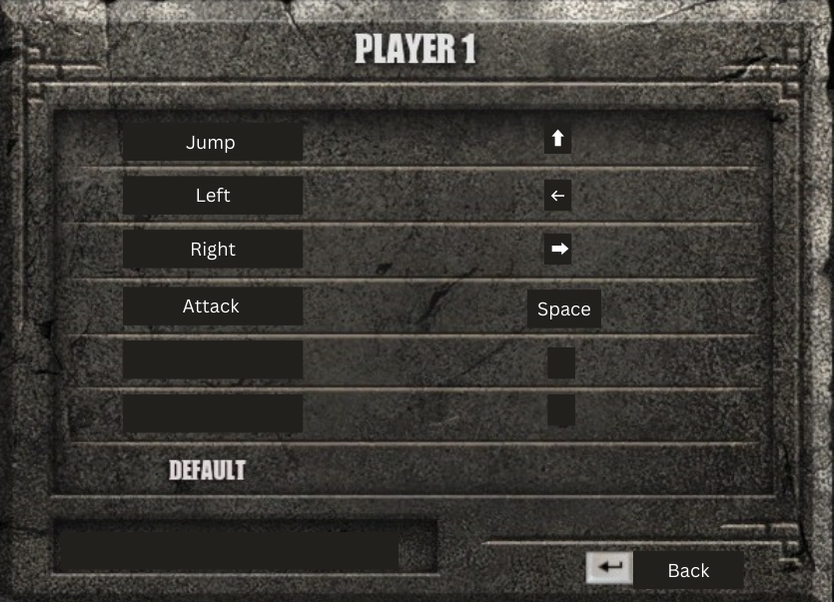 PLAYER 1
Jump ⬆
Left ←
Right ➡
Attack Space
DEFAULT
↵ Back